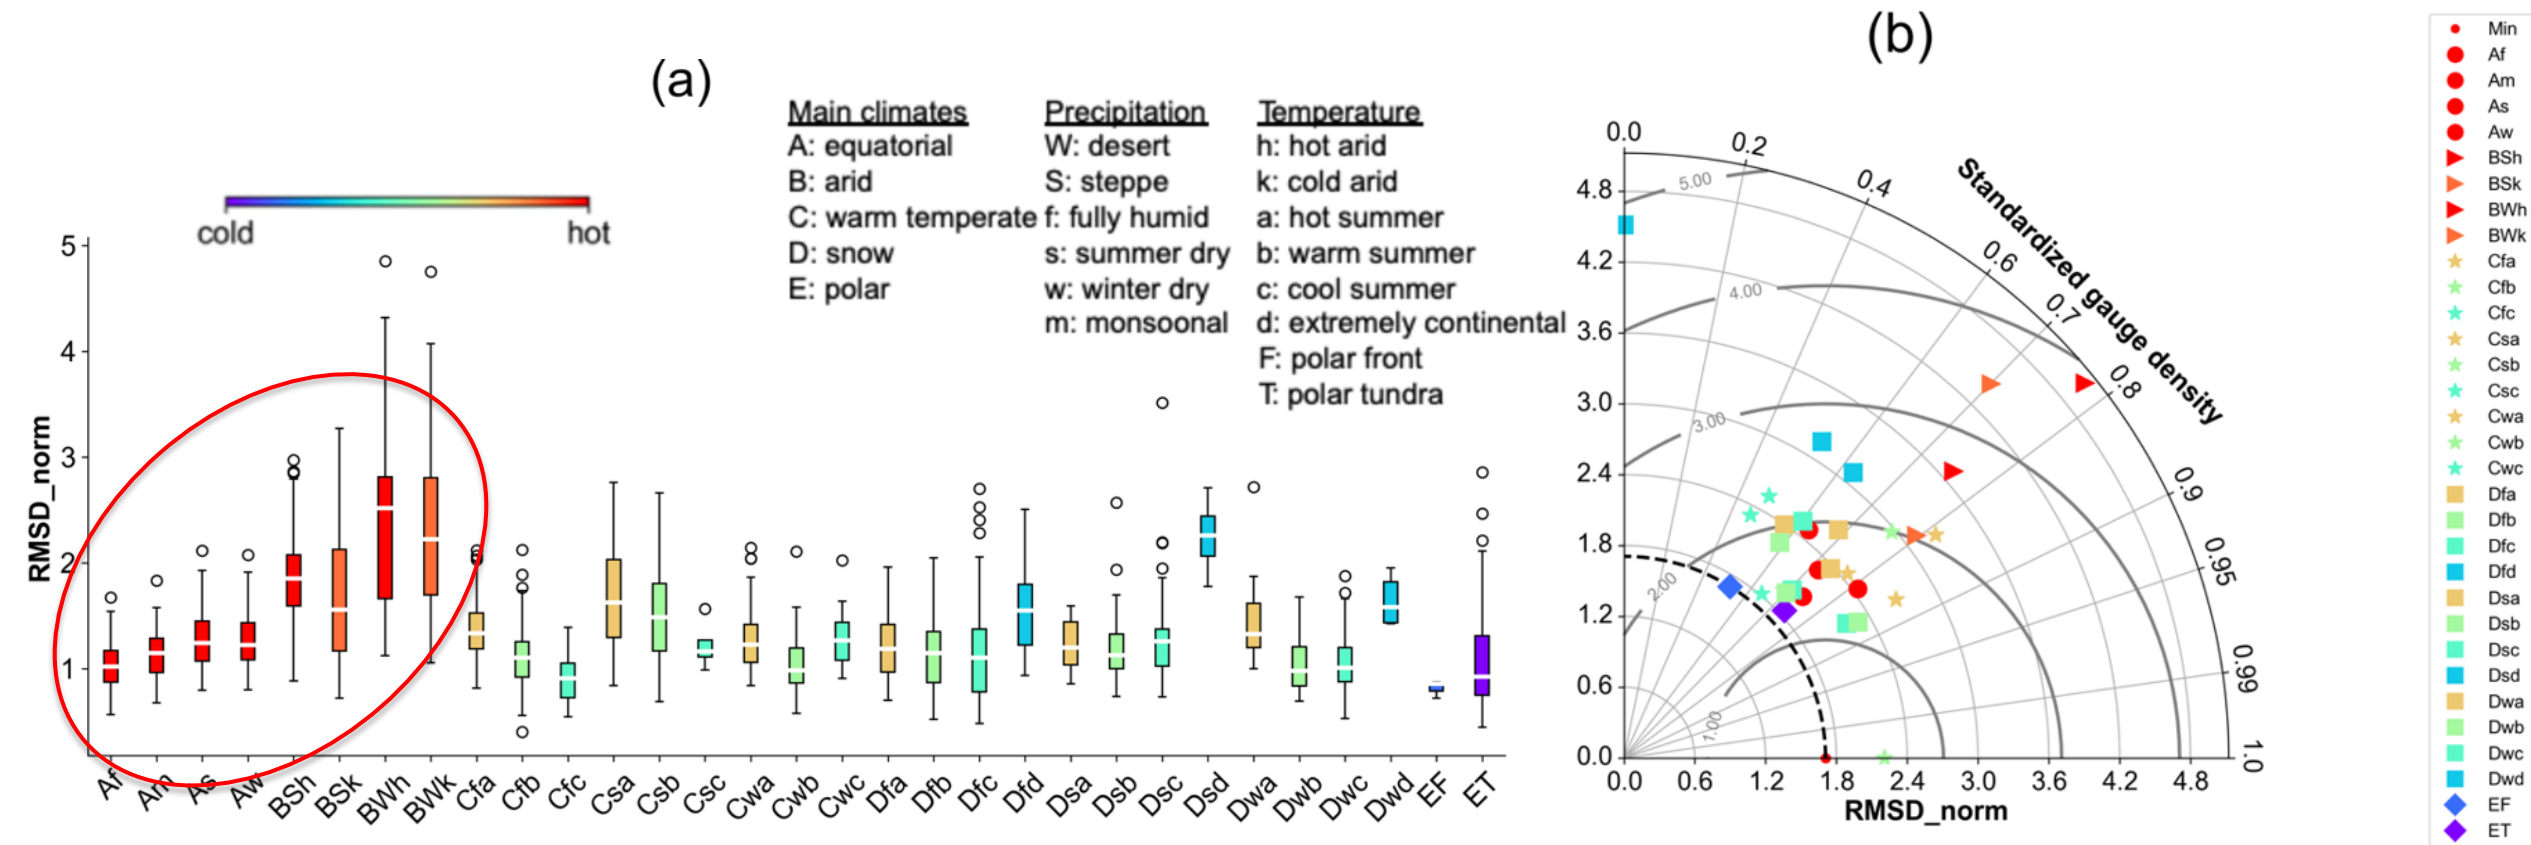 (a)
Main climates
A: equatorial
B: arid
C: warm temperate
D: snow
E: polar
Precipitation
W: desert
S: steppe
f: fully humid
s: summer dry
w: winter dry
m: monsoonal
Temperature
h: hot arid
k: cold arid
a: hot summer
b: warm summer
c: cool summer
d: extremely continental
F: polar front
T: polar tundra
cold hot
RMSD_norm
5
4
3
2
1
Af Am As Aw BSh BSk BWh BWk Cfa Cfb Cfc Csa Csb Csc Cwa Cwb Cwc Dfa Dfb Dfc Dfd Dsa Dsb Dsc Dsd Dwa Dwb Dwc Dwd EF ET
(b)
Standardized gauge density
0.0 0.2 0.4 0.6 0.7 0.8 0.9 0.95 0.99 1.0
4.8
4.2
3.6
3.0
2.4
1.8
1.2
0.6
0.0
5.00
4.00
3.00
2.00
1.00
0.0 0.6 1.2 1.8 2.4 3.0 3.6 4.2 4.8
RMSD_norm
Min
Af
Am
As
Aw
BSh
BSk
BWh
BWk
Cfa
Cfb
Cfc
Csa
Csb
Csc
Cwa
Cwb
Cwc
Dfa
Dfb
Dfc
Dfd
Dsa
Dsb
Dsc
Dsd
Dwa
Dwb
Dwc
Dwd
EF
ET